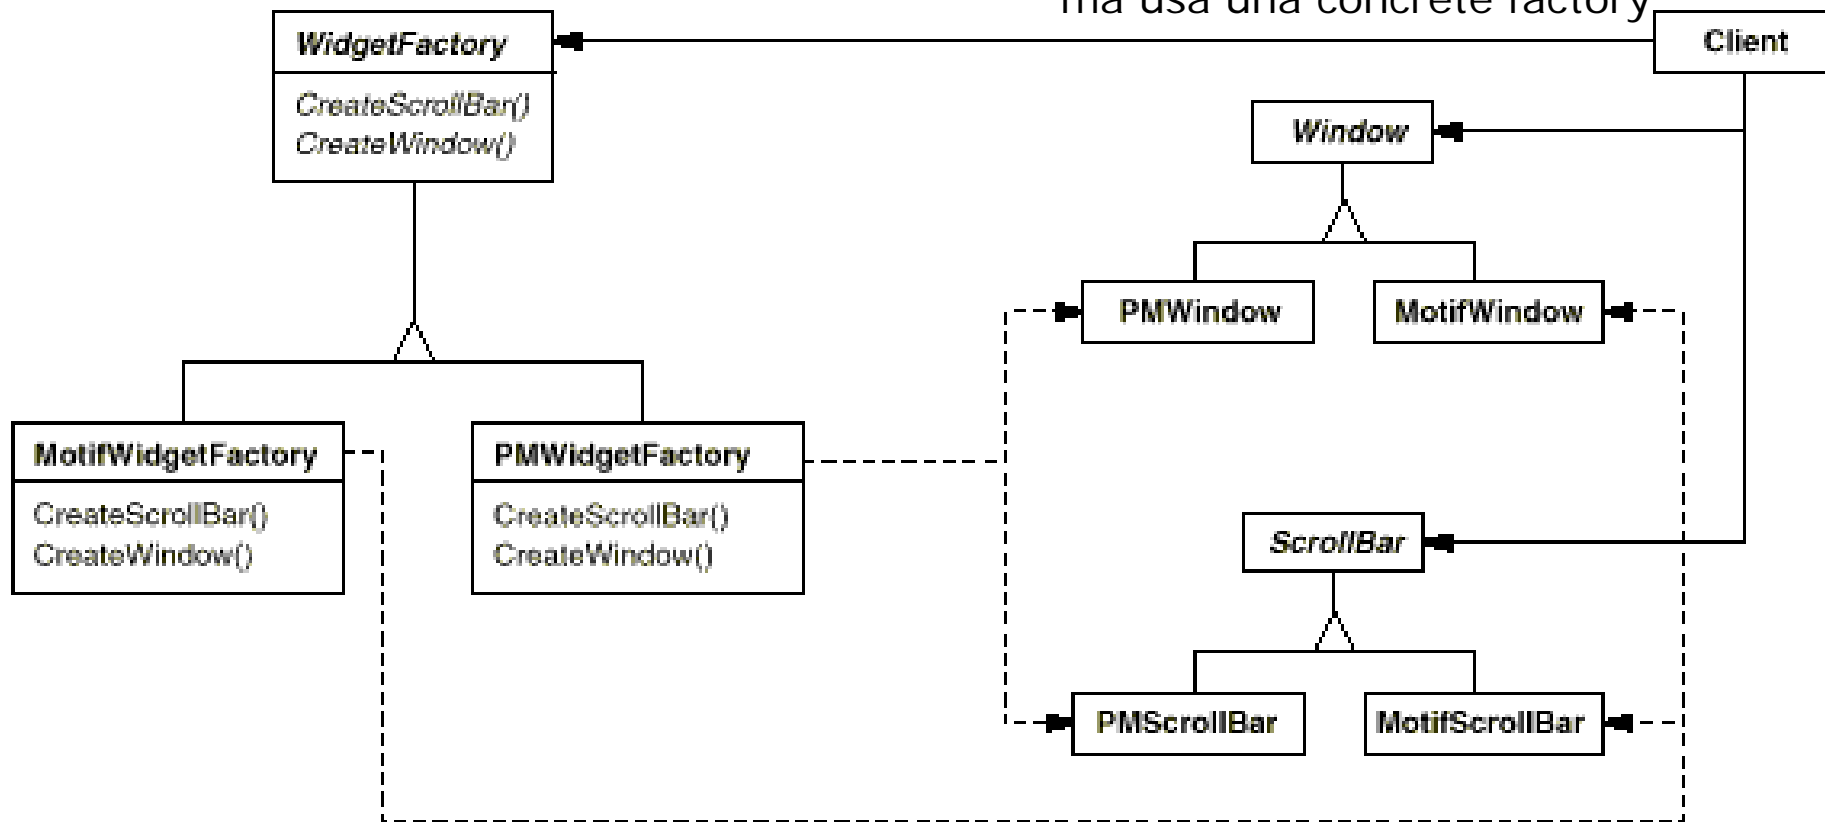 ma usa una concrete factory
WidgetFactory
CreateScrollBar()
CreateWindow()
Client
Window
PMWindow
MotifWindow
MotifWidgetFactory
CreateScrollBar()
CreateWindow()
PMWidgetFactory
CreateScrollBar()
CreateWindow()
ScrollBar
PMScrollBar
MotifScrollBar